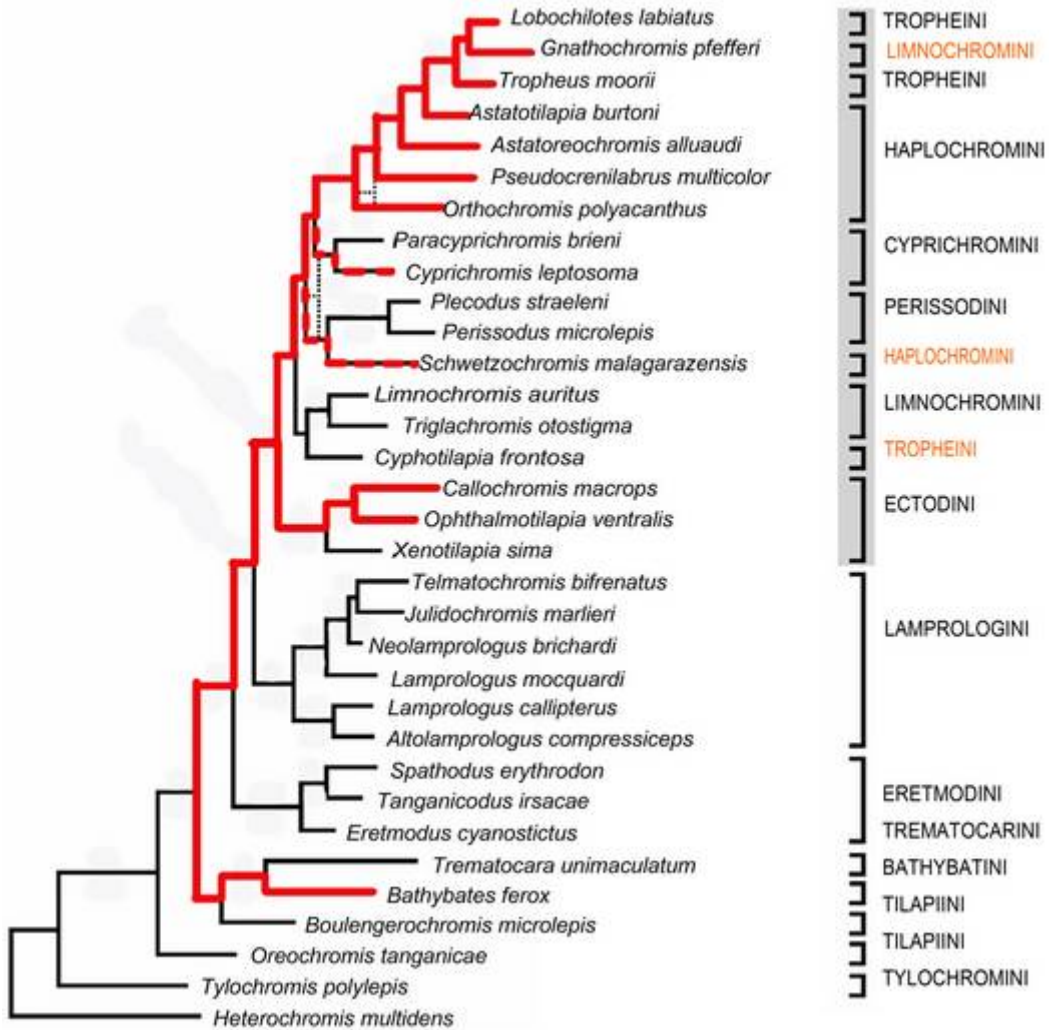 Lobochilotes labiatus
TROPHEINI
Gnathochromis pfefferi
LIMNOCHROMINI
Tropheus moorii
TROPHEINI
Astatotilapia burtoni
Astatoreochromis alluaudi
HAPLOCHROMINI
Pseudocrenilabrus multicolor
Orthochromis polyacanthus
Paracyprichromis brieni
CYPRICHROMINI
Cyprichromis leptosoma
Plecodus straeleni
PERISSODINI
Perissodus microlepis
Schwetzochromis malagarazensis
HAPLOCHROMINI
Limnochromis auritus
LIMNOCHROMINI
Triglachromis otostigma
Cyphotilapia frontosa
TROPHEINI
Callochromis macrops
ECTODINI
Ophthalmotilapia ventralis
Xenotilapia sima
Telmatochromis bifrenatus
Julidochromis marlieri
LAMPROLOGINI
Neolamprologus brichardi
Lamprologus mocquardi
Lamprologus callipterus
Altolamprologus compressiceps
Spathodus erythrodon
ERETMODINI
Tanganicodus irsacae
Eretmodus cyanostictus
TREMATOCARINI
Trematocara unimaculatum
BATHYBATINI
Bathybates ferox
TILAPIINI
Boulengerochromis microlepis
TILAPIINI
Oreochromis tanganicae
TYLOCHROMINI
Tylochromis polylepis
Heterochromis multidens